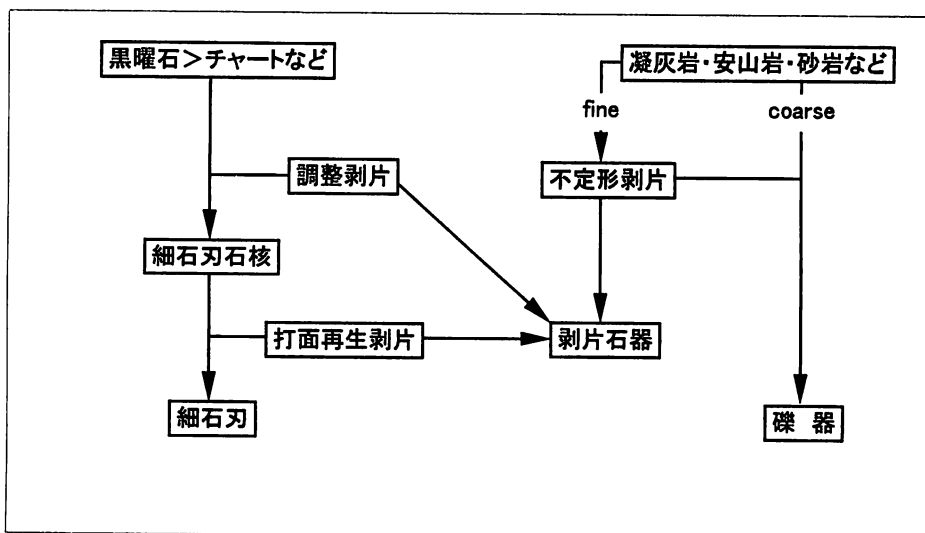 黒曜石＞チャートなど
凝灰岩・安山岩・砂岩など
fine
coarse
調整剥片
不定形剥片
細石刃石核
打面再生剥片
剥片石器
細石刃
礫 器